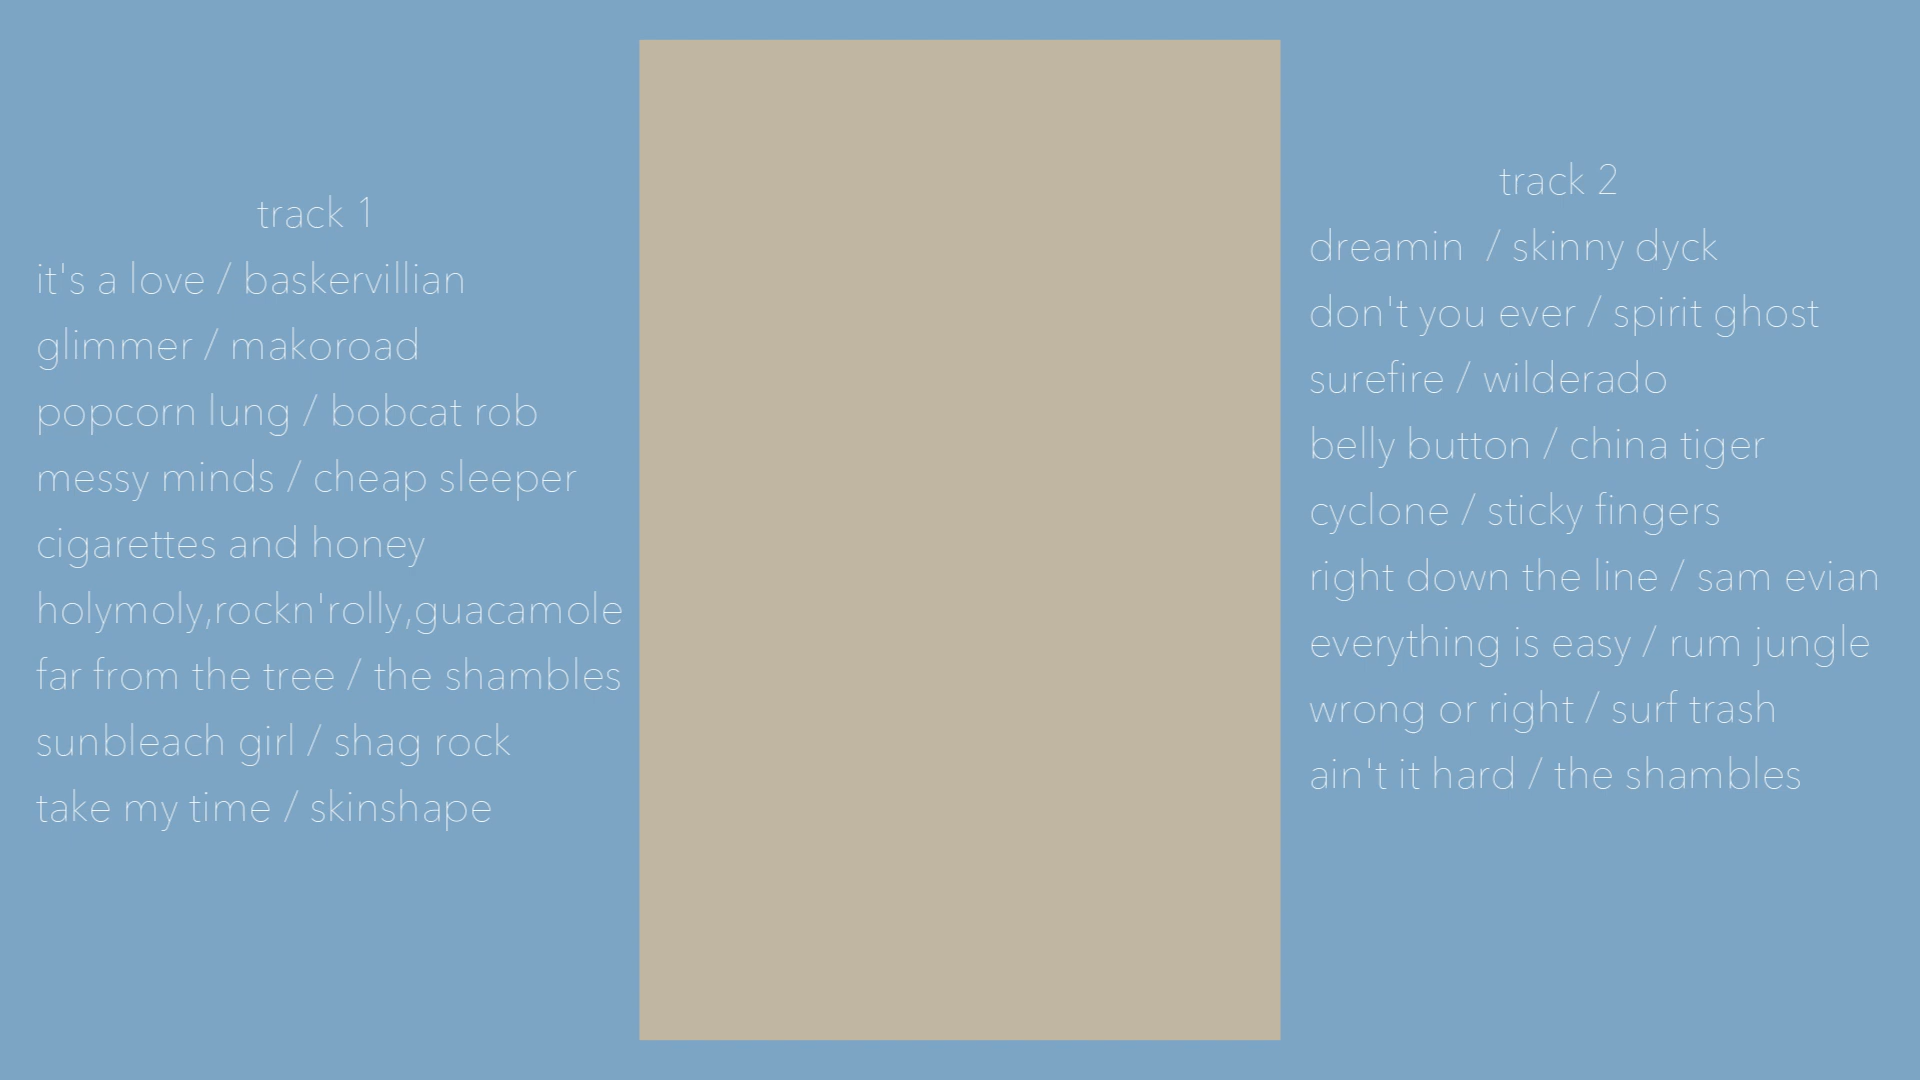 track 1
it's a love / baskervillian
glimmer / makoroad
popcorn lung / bobcat rob
messy minds / cheap sleeper
cigarettes and honey
holymoly,rockn'rolly,guacamole
far from the tree / the shambles
sunbleach girl / shag rock
take my time / skinshape
track 2
dreamin  / skinny dyck
don't you ever / spirit ghost
surefire / wilderado
belly button / china tiger
cyclone / sticky fingers
right down the line / sam evian
everything is easy / rum jungle
wrong or right / surf trash
ain't it hard / the shambles